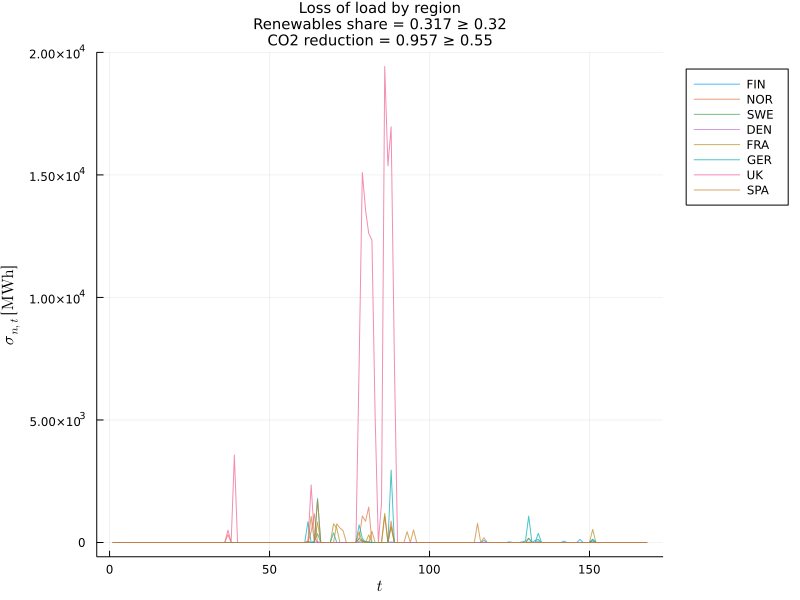 Loss of load by region
Renewables share = 0.317 ≥ 0.32
CO2 reduction = 0.957 ≥ 0.55
2.00×10⁴
1.50×10⁴
1.00×10⁴
5.00×10³
0
σn,t [MWh]
0
50
100
150
t
FIN
NOR
SWE
DEN
FRA
GER
UK
SPA